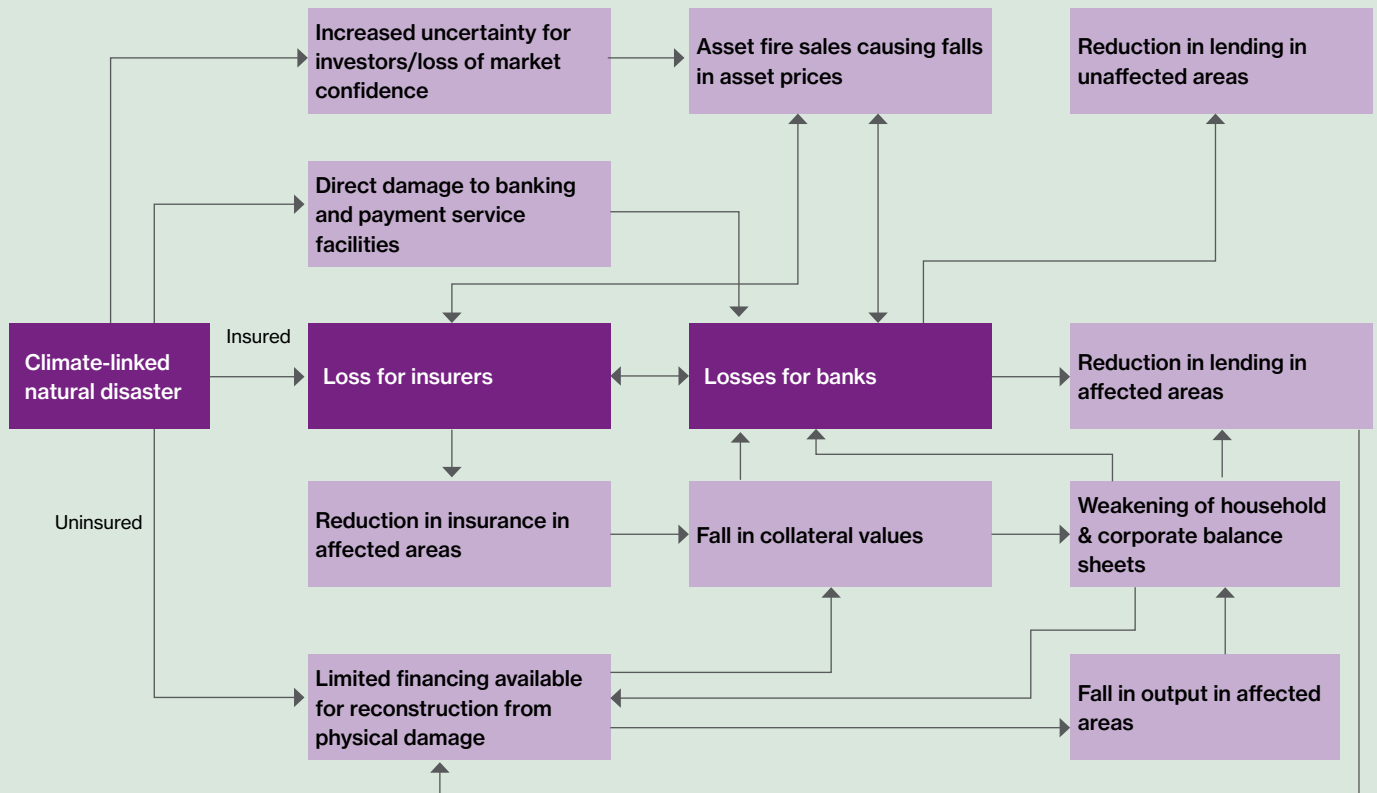 Increased uncertainty for
investors/loss of market
confidence
Asset fire sales causing falls
in asset prices
Reduction in lending in
unaffected areas
Direct damage to banking
and payment service
facilities
Climate-linked
natural disaster
Insured
Loss for insurers
Losses for banks
Reduction in lending in
affected areas
Uninsured
Reduction in insurance in
affected areas
Fall in collateral values
Weakening of household
& corporate balance
sheets
Limited financing available
for reconstruction from
physical damage
Fall in output in affected
areas